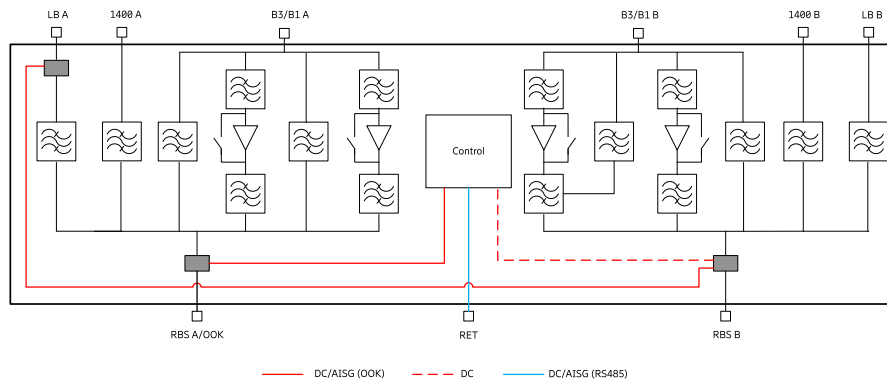 LB A 1400 A B3/B1 A B3/B1 B 1400 B LB B
Control
RBS A/OOK RET RBS B
DC/AISG (OOK) DC DC/AISG (RS485)